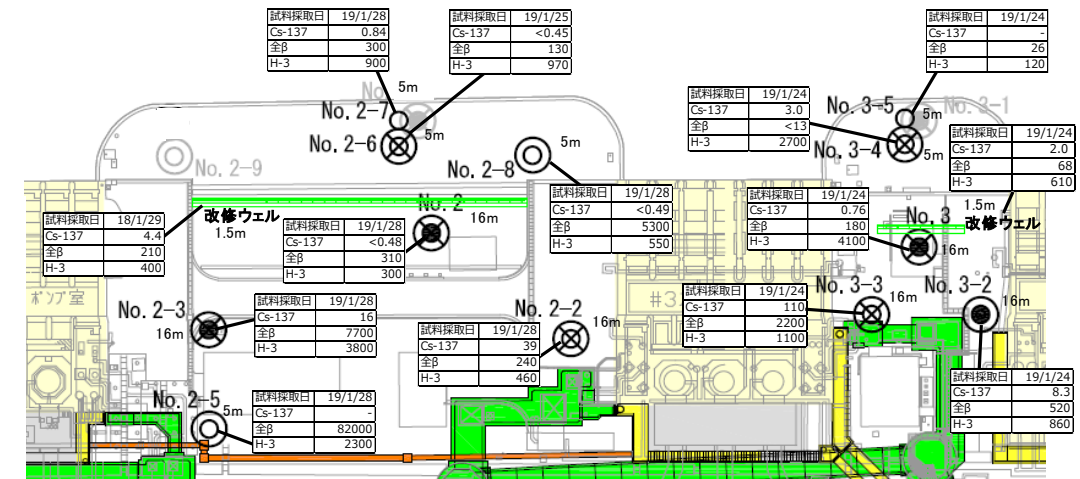 試料採取日 19/1/28
Cs-137 0.84
全β 300
H-3 900
試料採取日 19/1/25
Cs-137 <0.45
全β 130
H-3 970
試料採取日 19/1/24
Cs-137 -
全β 26
H-3 120
No. 5m
No. 2-7
No. 2-6 5m
No. 2-8 5m
No. 2-9
試料採取日 19/1/24
Cs-137 3.0
全β <13
H-3 2700
No. 3-5 5m
No. 3-1
No. 3-4 5m
試料採取日 19/1/24
Cs-137 2.0
全β 68
H-3 610
試料採取日 18/1/29
Cs-137 4.4
全β 210
H-3 400
改修ウェル
1.5m
試料採取日 19/1/28
Cs-137 <0.48
全β 310
H-3 300
No. 2
16m
試料採取日 19/1/28
Cs-137 <0.49
全β 5300
H-3 550
試料採取日 19/1/24
Cs-137 0.76
全β 180
H-3 4100
No. 3
16m
1.5m
改修ウェル
ポンプ室
No. 2-3
16m
試料採取日 19/1/28
Cs-137 16
全β 7700
H-3 3800
No. 2-2
16m
試料採取日 19/1/28
Cs-137 39
全β 240
H-3 460
#3
試料採取日 19/1/24
Cs-137 110
全β 2200
H-3 1100
No. 3-3
16m
No. 3-2
16m
No. 2-5
5m
試料採取日 19/1/28
Cs-137 -
全β 82000
H-3 2300
試料採取日 19/1/24
Cs-137 8.3
全β 520
H-3 860